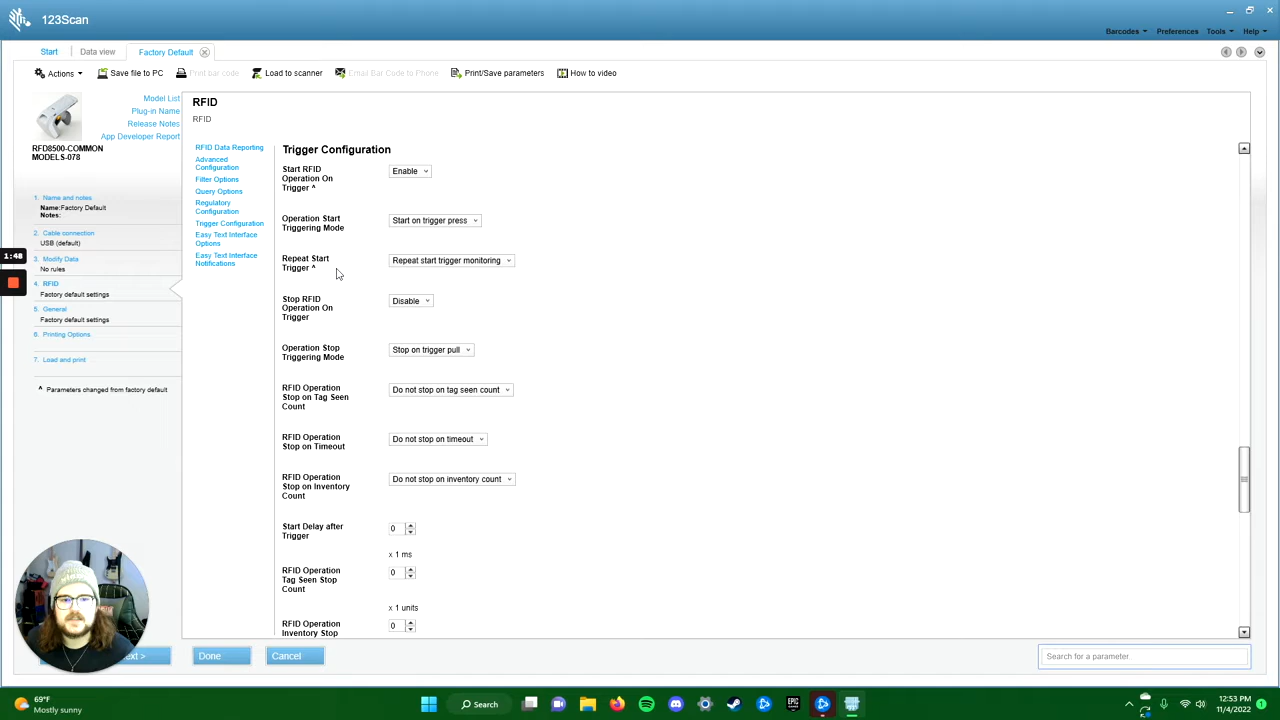 123Scan
Barcodes Preferences Tools Help
Start Data view Factory Default
Actions Save file to PC Print bar code Load to scanner Email Bar Code to Phone Print/Save parameters How to video
Model List
Plug-in Name
Release Notes
App Developer Report
RFD8500-COMMON
MODELS-078
1. Name and notes
Name:Factory Default
Notes:
2. Cable connection
USB (default)
1:48
3. Modify Data
No rules
4. RFID
Factory default settings
5. General
Factory default settings
6. Printing Options
7. Load and print
^ Parameters changed from factory default
RFID
RFID
RFID Data Reporting
Advanced
Configuration
Filter Options
Query Options
Regulatory
Configuration
Trigger Configuration
Easy Text Interface
Options
Easy Text Interface
Notifications
Trigger Configuration
Start RFID
Operation On
Trigger ^
Enable
Operation Start
Triggering Mode
Start on trigger press
Repeat Start
Trigger ^
Repeat start trigger monitoring
Stop RFID
Operation On
Trigger
Disable
Operation Stop
Triggering Mode
Stop on trigger pull
RFID Operation
Stop on Tag Seen
Count
Do not stop on tag seen count
RFID Operation
Stop on Timeout
Do not stop on timeout
RFID Operation
Stop on Inventory
Count
Do not stop on inventory count
Start Delay after
Trigger
0
x 1 ms
RFID Operation
Tag Seen Stop
Count
0
x 1 units
RFID Operation
Inventory Stop
0
Done Cancel
Search for a parameter
69°F
Mostly sunny
Search
12:53 PM
11/4/2022